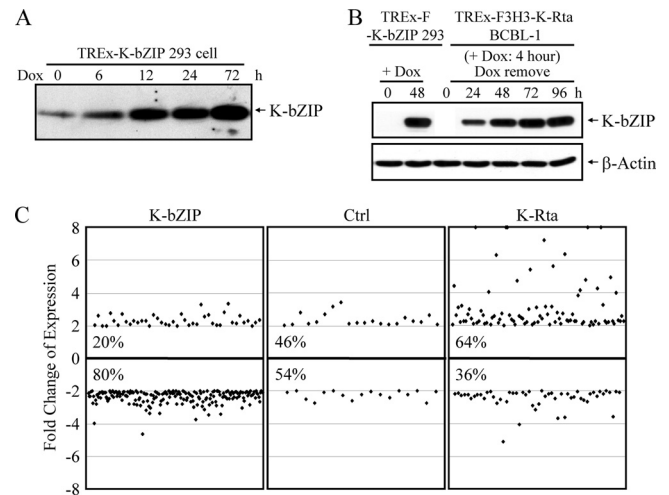 A
TREx-K-bZIP 293 cell
Dox 0 6 12 24 72 h
K-bZIP
B
TREx-F
-K-bZIP 293
TREx-F3H3-K-Rta
BCBL-1
+ Dox
(+ Dox: 4 hour)
Dox remove
0 48 0 24 48 72 96 h
K-bZIP
β-Actin
C
K-bZIP Ctrl K-Rta
Fold Change of Expression
8
6
4
2
0
-2
-4
-6
-8
20% 46% 64%
80% 54% 36%